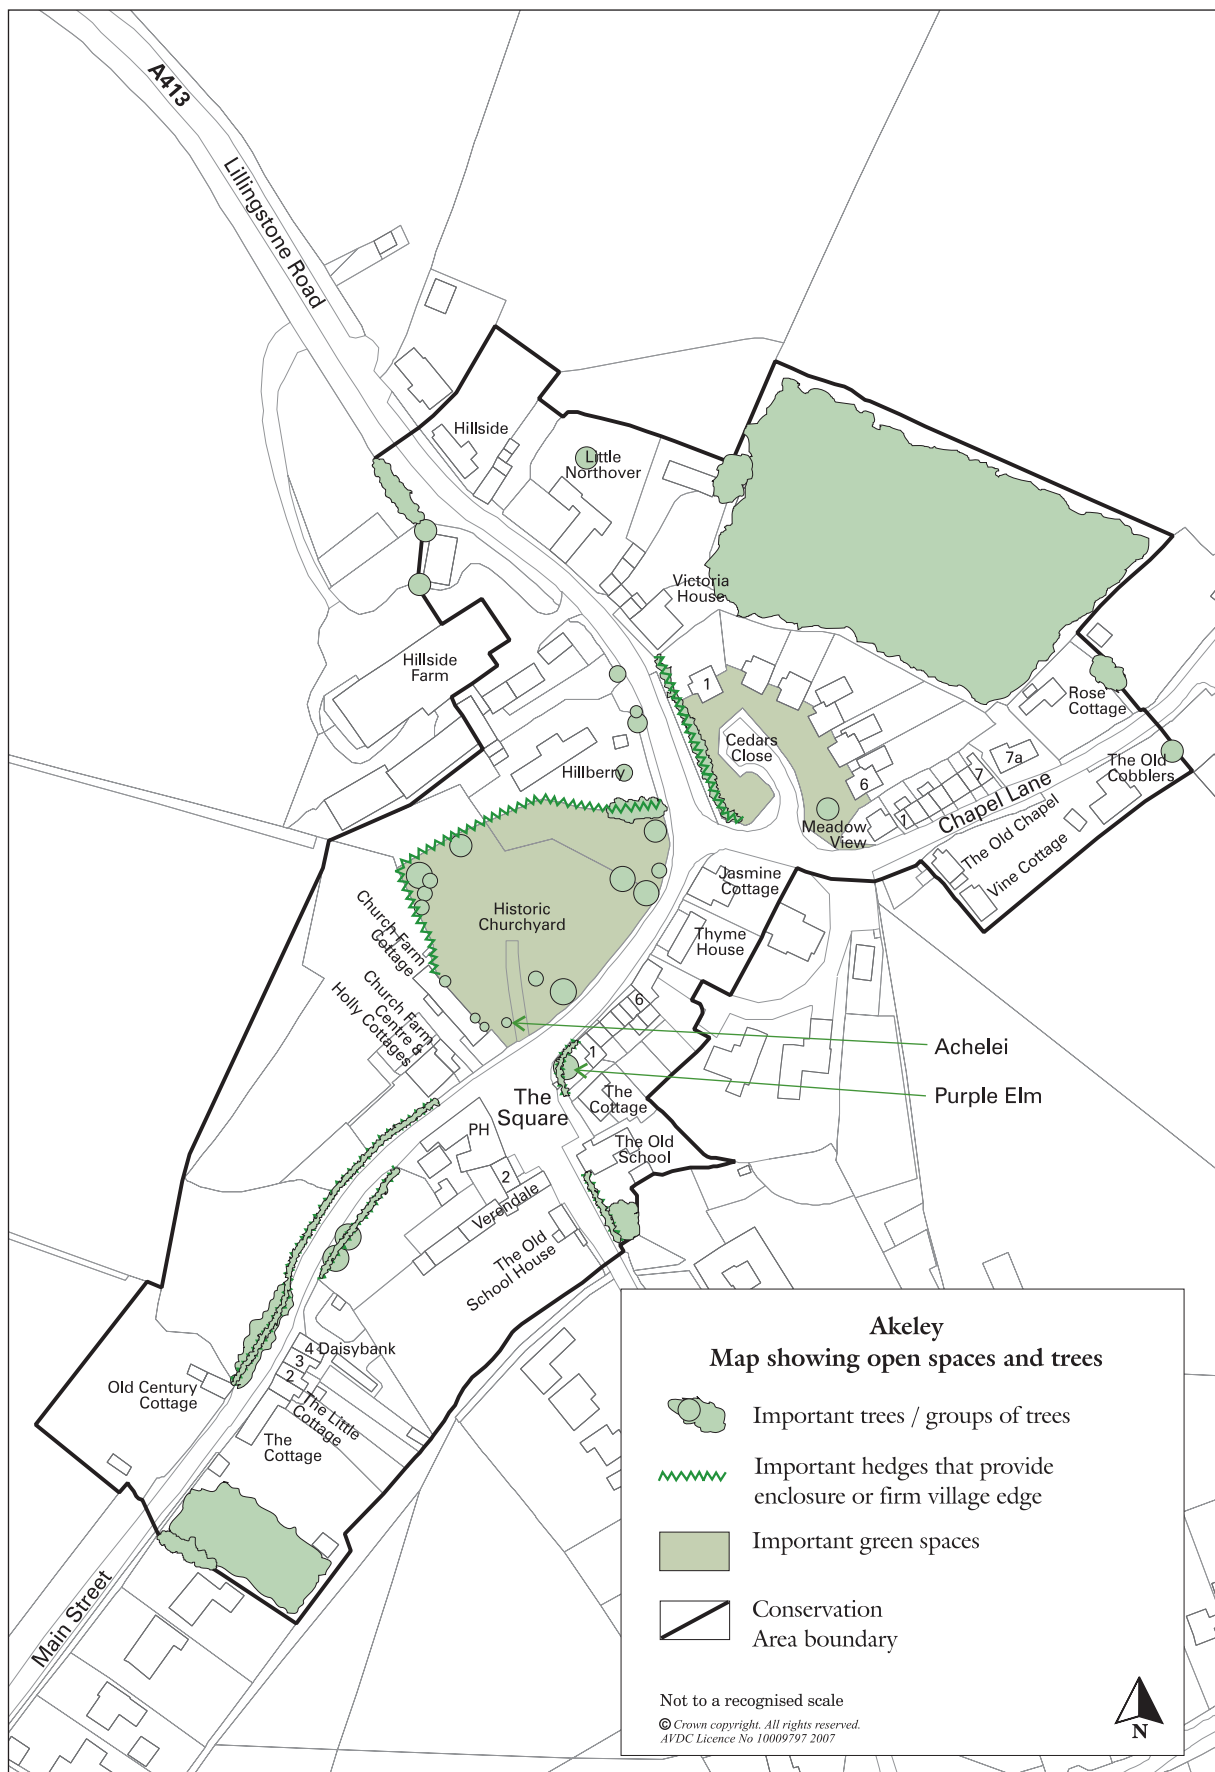 A413
Lillingstone Road
Hillside
Little
Northover
Victoria
House
Hillside
Farm
1
Cedars
Close
Rose
Cottage
Hillberry
6
7
7a
The Old
Cobblers
1
Chapel Lane
Meadow
View
The Old Chapel
Vine Cottage
Jasmine
Cottage
Historic
Churchyard
Church Farm
Cottage
Thyme
House
Church Farm
Centre &
Holly Cottages
6
1
Achelei
Purple Elm
The
Square
The
Cottage
PH
The Old
School
2
Verendale
The Old
School House
4 Daisybank
3
2
Old Century
Cottage
The Little
Cottage
The
Cottage
Main Street
Akeley
Map showing open spaces and trees
Important trees / groups of trees
Important hedges that provide
enclosure or firm village edge
Important green spaces
Conservation
Area boundary
Not to a recognised scale
© Crown copyright. All rights reserved.
AVDC Licence No 10009797 2007
N